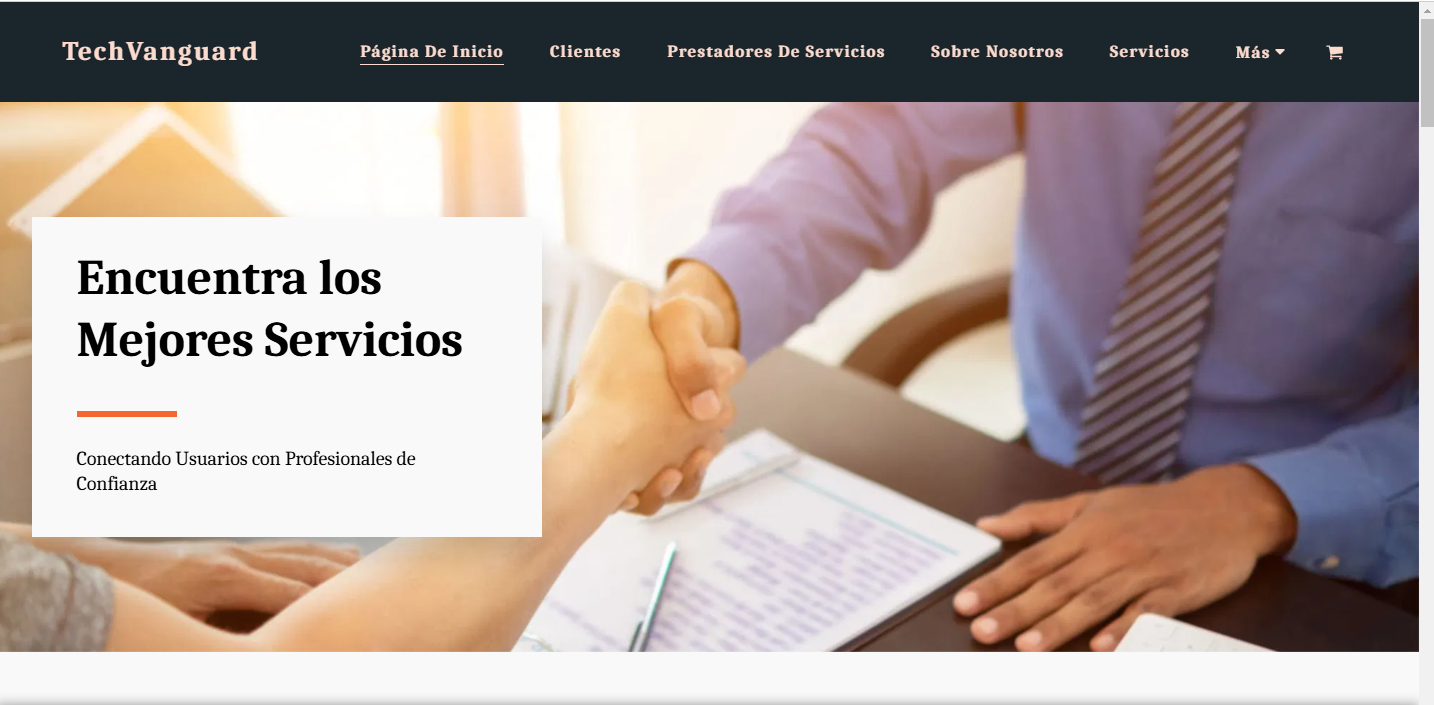 TechVanguard
Página De Inicio
Clientes
Prestadores De Servicios
Sobre Nosotros
Servicios
Más
Encuentra los
Mejores Servicios
Conectando Usuarios con Profesionales de
Confianza